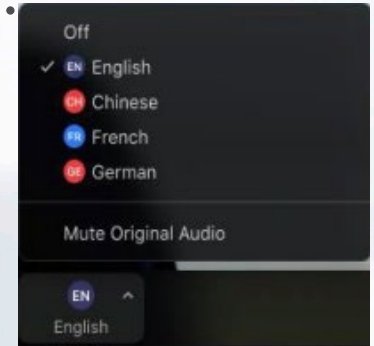 Off
EN English
CH Chinese
FR French
GE German
Mute Original Audio
EN
English